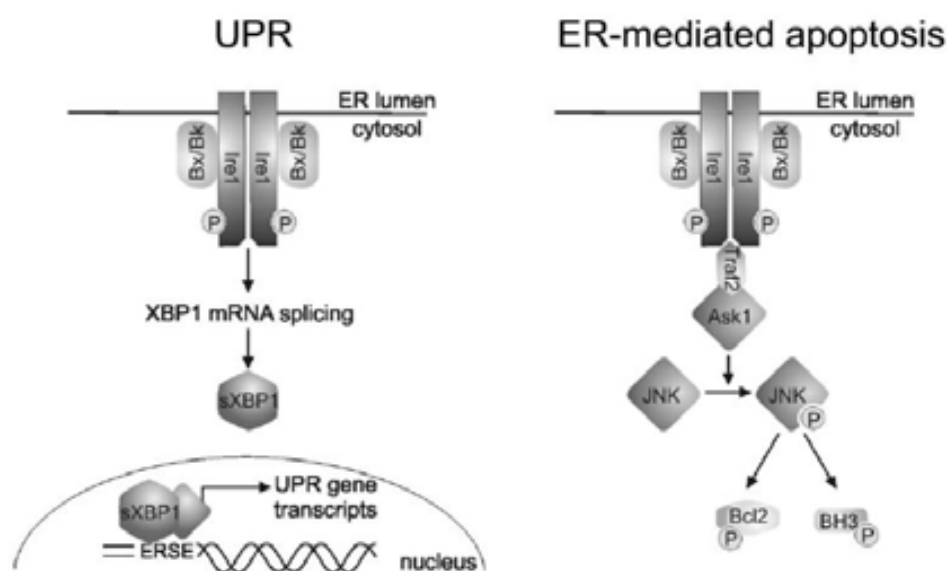 UPR
ER lumen
cytosol
Bx/Bk
Ire1
Ire1
Bx/Bk
P
P
XBP1 mRNA splicing
sXBP1
sXBP1
UPR gene
transcripts
ERSE
nucleus
ER-mediated apoptosis
ER lumen
cytosol
Bx/Bk
Ire1
Ire1
Bx/Bk
P
P
Traf2
Ask1
JNK
JNK
P
Bcl2
P
BH3
P